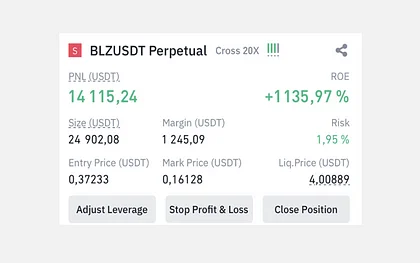 S BLZUSDT Perpetual Cross 20X
PNL (USDT) ROE
14 115,24 +1135,97 %
Size (USDT) Margin (USDT) Risk
24 902,08 1 245,09 1,95 %
Entry Price (USDT) Mark Price (USDT) Liq.Price (USDT)
0,37233 0,16128 4,00889
Adjust Leverage Stop Profit & Loss Close Position